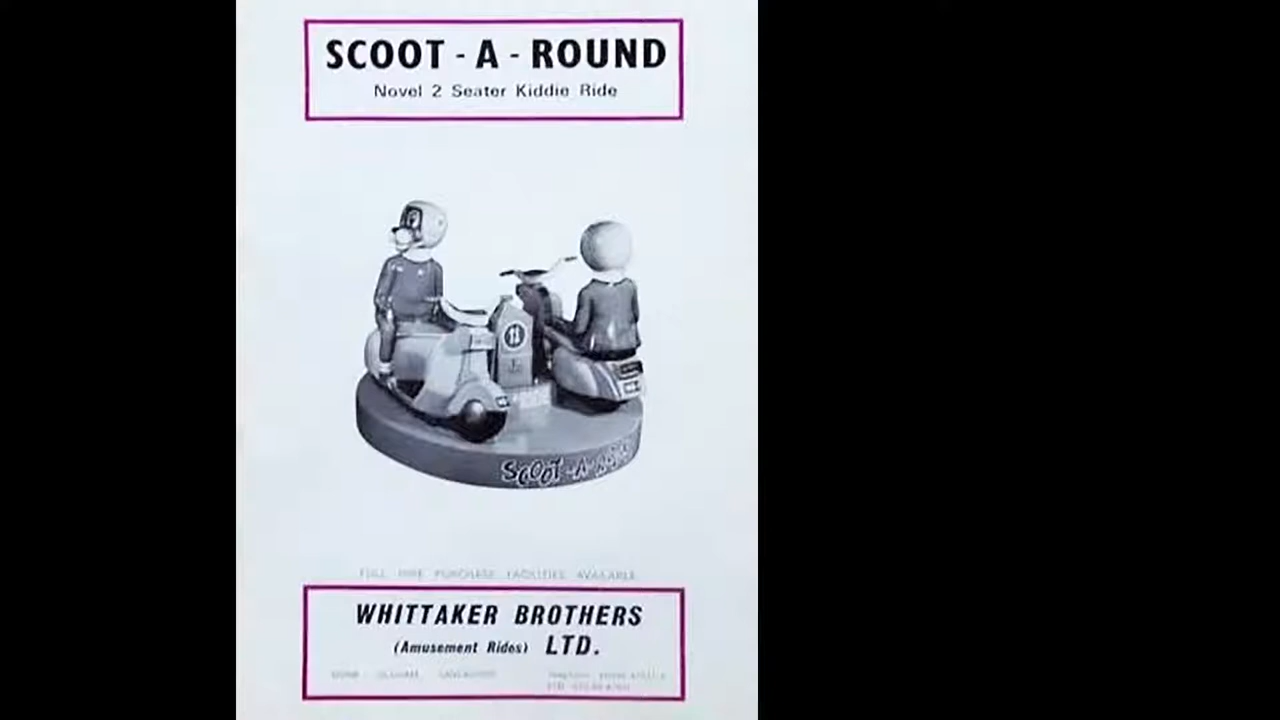 SCOOT - A - ROUND
Novel 2 Seater Kiddie Ride
SCOOT - A -
FULL HIRE PURCHASE FACILITIES AVAILABLE
WHITTAKER BROTHERS
(Amusement Rides) LTD.